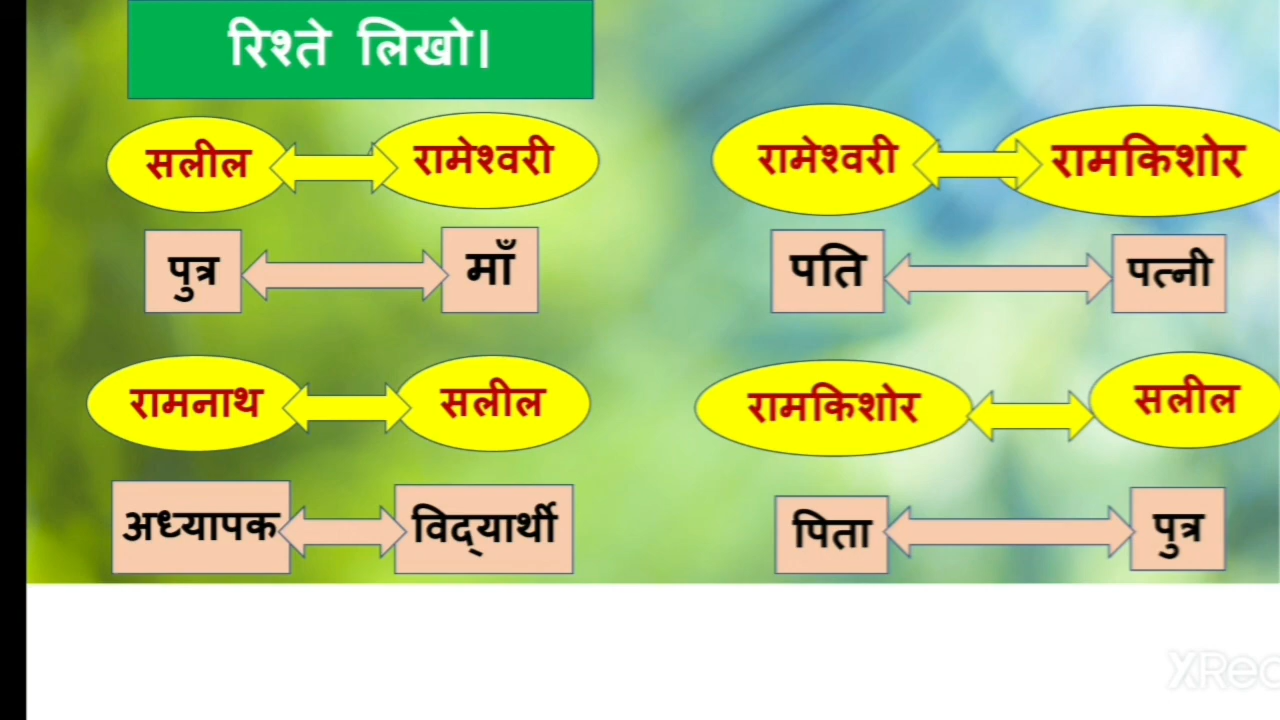 रिश्ते लिखो।
सलील रामेश्वरी
पुत्र माँ
रामेश्वरी रामकिशोर
पति पत्नी
रामनाथ सलील
अध्यापक विद्यार्थी
रामकिशोर सलील
पिता पुत्र